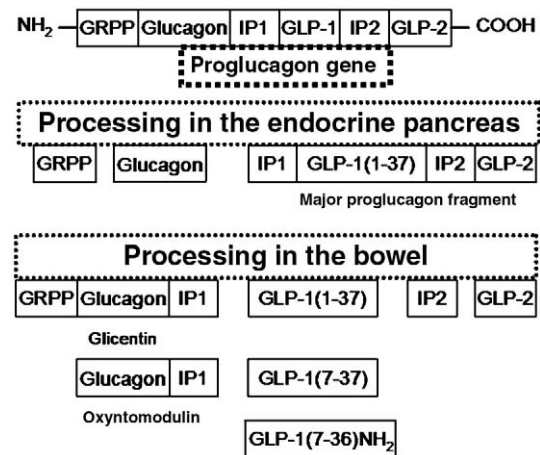 NH2 GRPP Glucagon IP1 GLP-1 IP2 GLP-2 COOH
Proglucagon gene
Processing in the endocrine pancreas
GRPP Glucagon IP1 GLP-1(1-37) IP2 GLP-2
Major proglucagon fragment
Processing in the bowel
GRPP Glucagon IP1 GLP-1(1-37) IP2 GLP-2
Glicentin
Glucagon IP1 GLP-1(7-37)
Oxyntomodulin
GLP-1(7-36)NH2